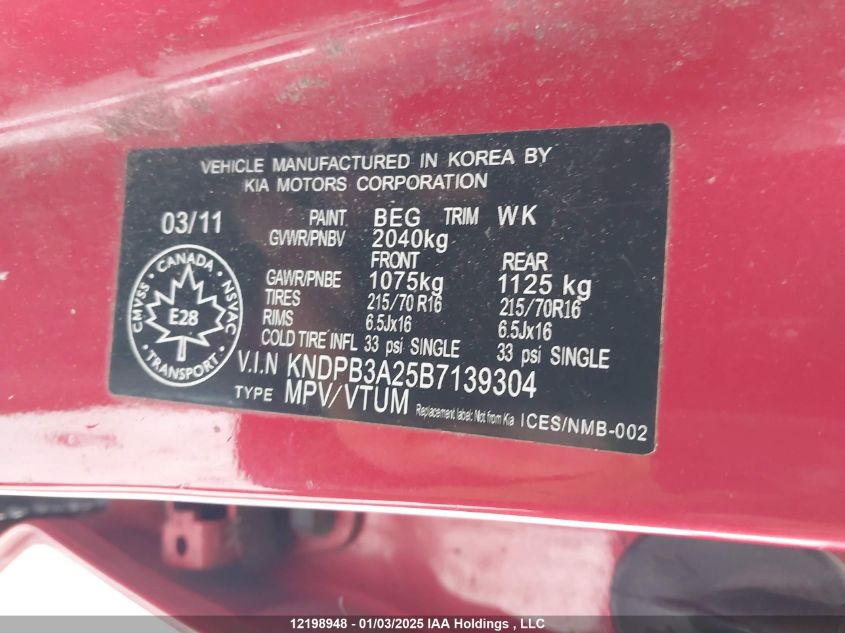 VEHICLE MANUFACTURED IN KOREA BY
KIA MOTORS CORPORATION
03/11
PAINT BEG TRIM WK
GVWR/PNBV 2040kg
FRONT REAR
GAWR/PNBE 1075kg 1125 kg
TIRES 215/70 R16 215/70R16
RIMS 6.5Jx16 6.5Jx16
COLD TIRE INFL 33 psi SINGLE 33 psi SINGLE
CMVSS • CANADA • NSVAC
E28
TRANSPORT
V.I.N KNDPB3A25B7139304
TYPE MPV/VTUM Replacement label: Not from Kia ICES/NMB-002
12198948 - 01/03/2025 IAA Holdings , LLC